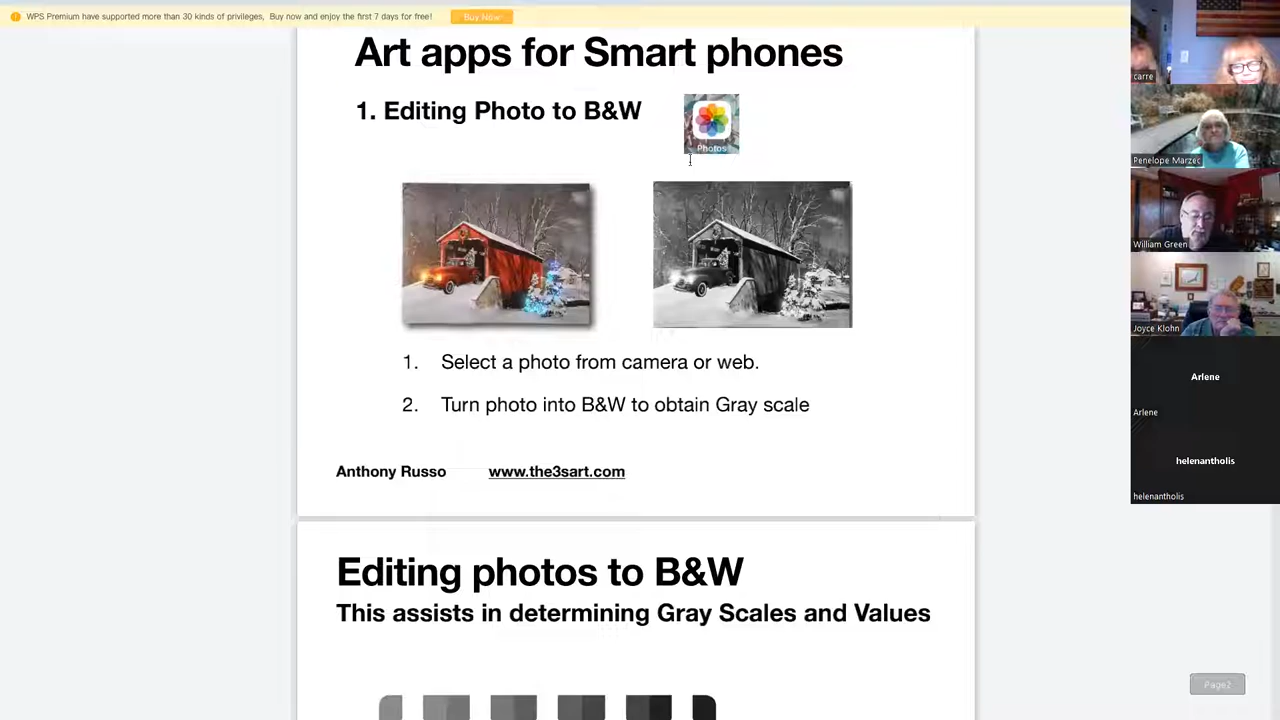 WPS Premium have supported more than 30 kinds of privileges, Buy now and enjoy the first 7 days for free!
Buy Now
Art apps for Smart phones
1. Editing Photo to B&W
Photos
1. Select a photo from camera or web.
2. Turn photo into B&W to obtain Gray scale
Anthony Russo www.the3sart.com
Editing photos to B&W
This assists in determining Gray Scales and Values
Page2
carre
Penelope Marzec
William Green
Joyce Klohn
Arlene
Arlene
helenantholis
helenantholis